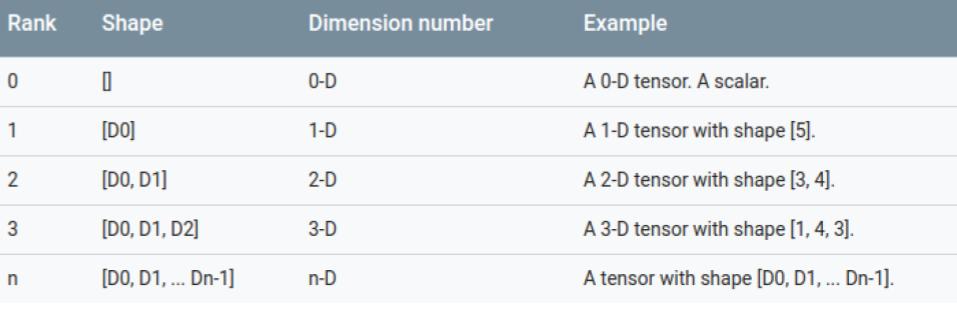 Rank Shape Dimension number Example
0 [] 0-D A 0-D tensor. A scalar.
1 [D0] 1-D A 1-D tensor with shape [5].
2 [D0, D1] 2-D A 2-D tensor with shape [3, 4].
3 [D0, D1, D2] 3-D A 3-D tensor with shape [1, 4, 3].
n [D0, D1, ... Dn-1] n-D A tensor with shape [D0, D1, ... Dn-1].